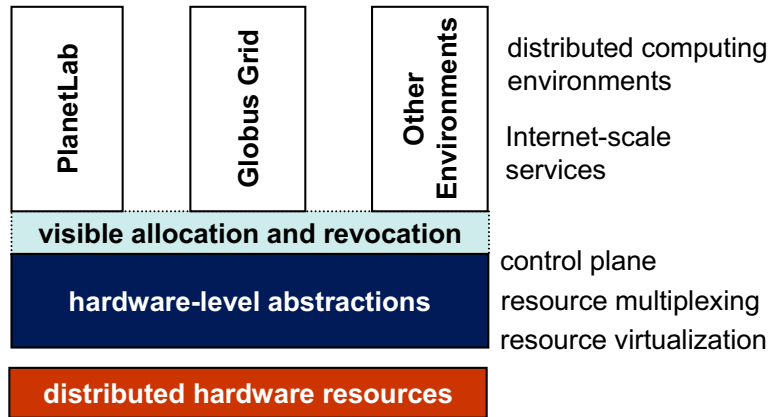 PlanetLab
Globus Grid
Other
Environments
distributed computing
environments
Internet-scale
services
visible allocation and revocation
control plane
hardware-level abstractions
resource multiplexing
resource virtualization
distributed hardware resources